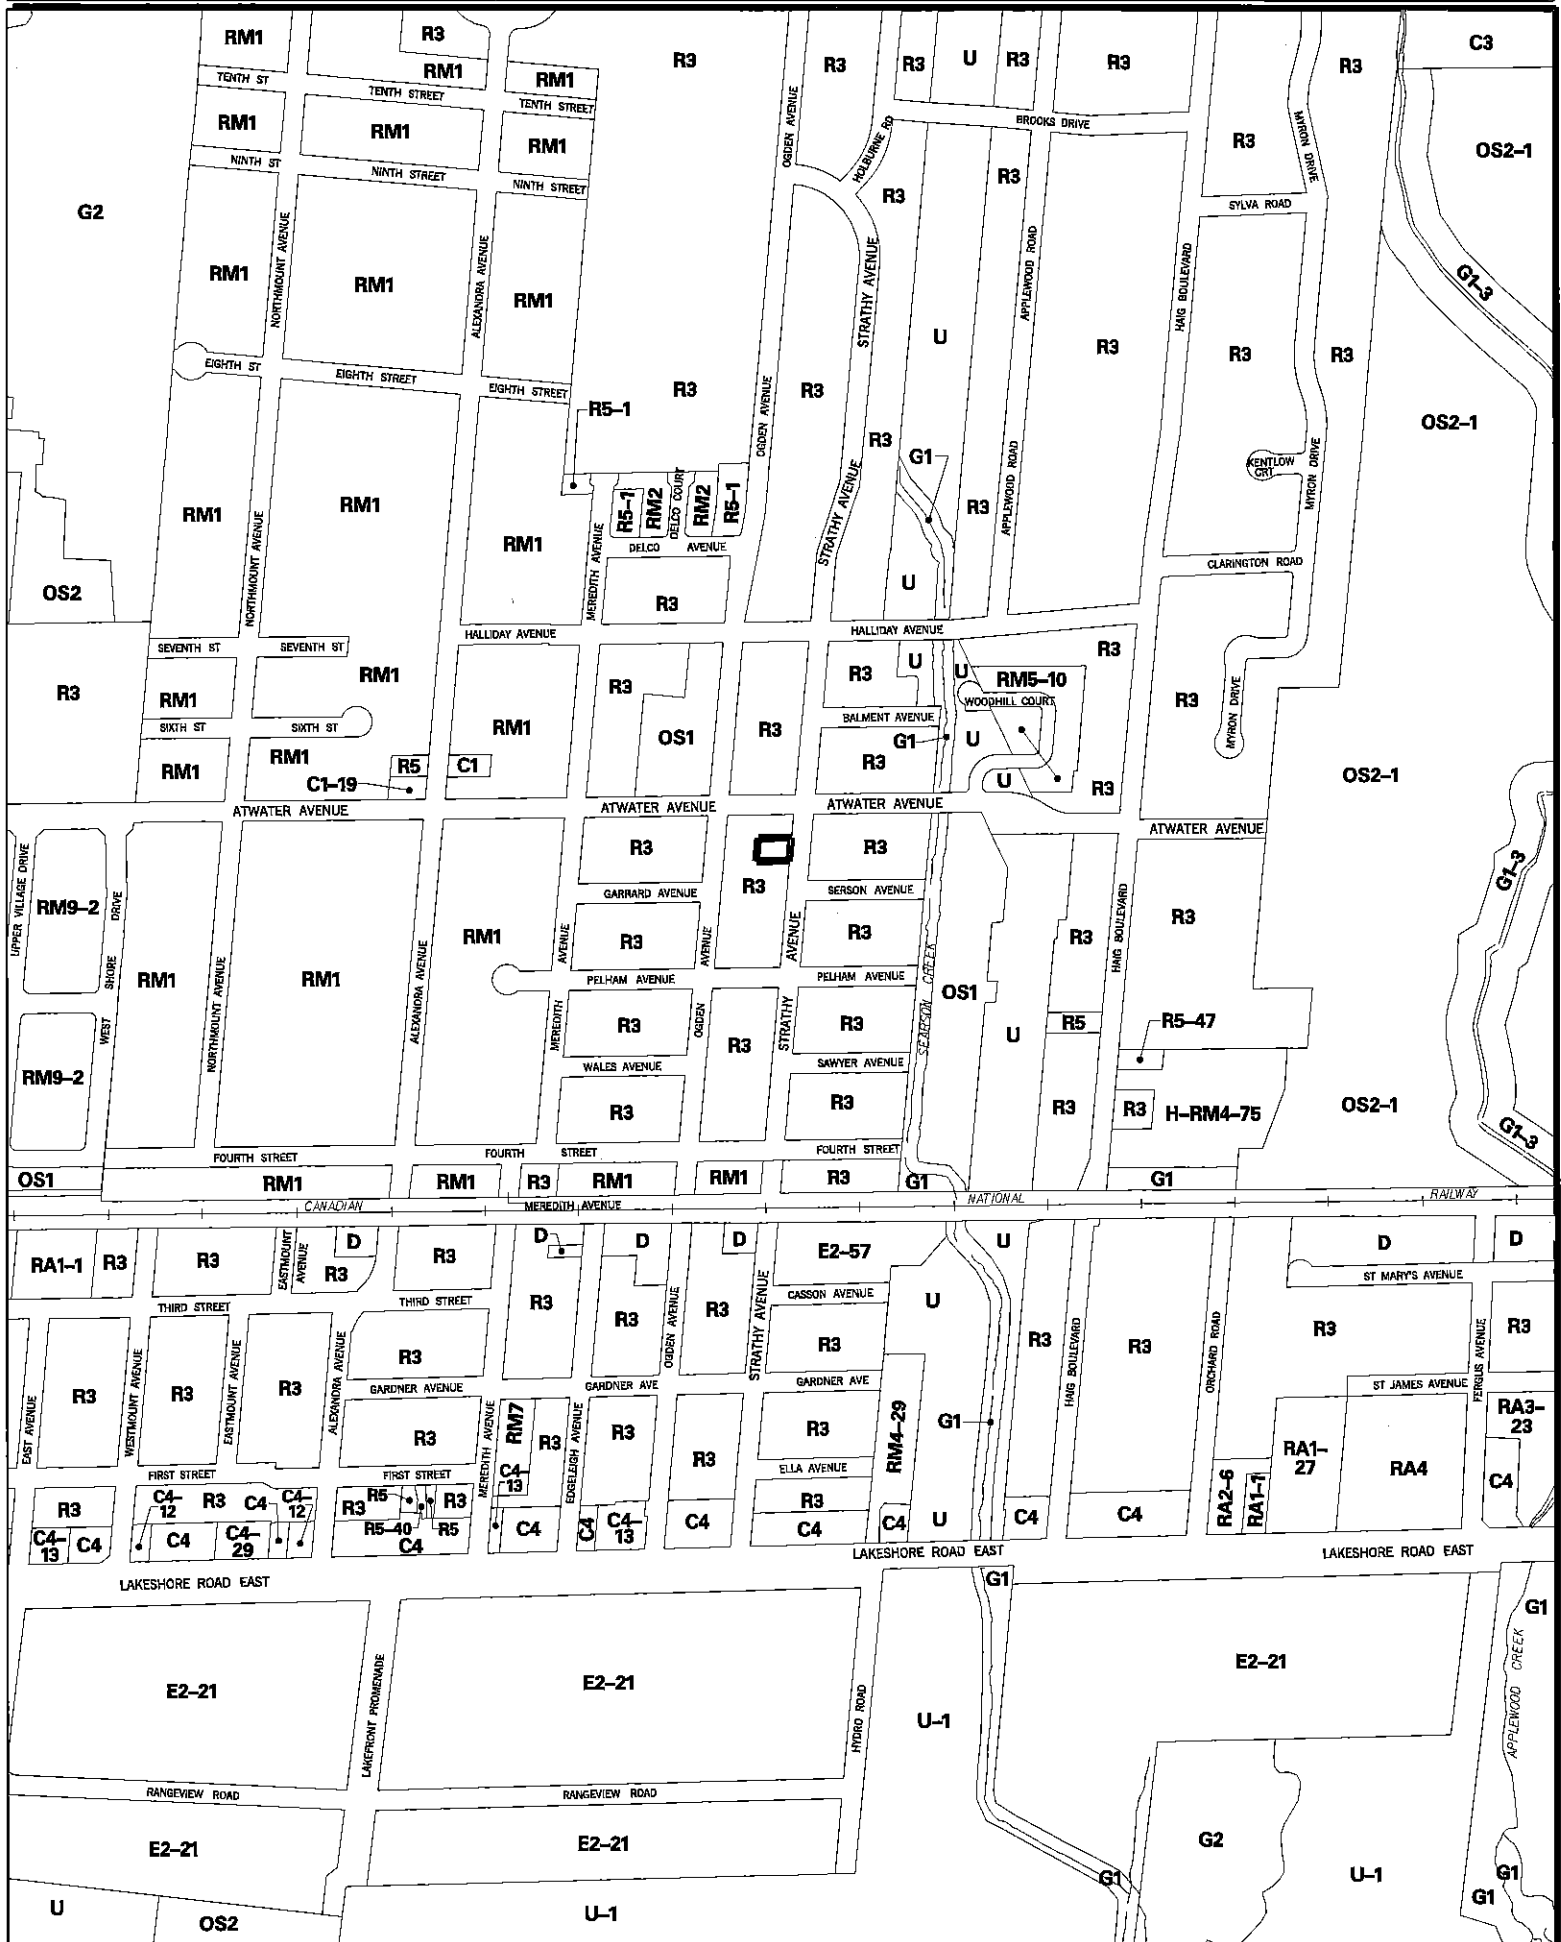 RM1
R3
R3
R3
R3
U
R3
R3
R3
C3
RM1
RM1
TENTH ST
TENTH STREET
TENTH STREET
OGDEN AVENUE
HOLBURNE RD
BROOKS DRIVE
MYRON DRIVE
RM1
RM1
RM1
R3
OS2-1
NINTH ST
NINTH STREET
NINTH STREET
R3
R3
SYLVA ROAD
G2
NORTHMOUNT AVENUE
ALEXANDRA AVENUE
STRATHY AVENUE
APPLEWOOD ROAD
HAIG BOULEVARD
G1-3
RM1
RM1
RM1
U
R3
R3
R3
EIGHTH ST
EIGHTH STREET
EIGHTH STREET
R3
OGDEN AVENUE
R3
R5-1
OS2-1
R3
G1
APPLEWOOD ROAD
KENTLOW
CRT
MYRON DRIVE
RM1
RM1
NORTHMOUNT AVENUE
RM1
MEREDITH AVENUE
R5-1
RM2
DELCO COURT
RM2
R5-1
STRATHY AVENUE
R3
DELCO
AVENUE
CLARINGTON ROAD
OS2
R3
U
HALLIDAY AVENUE
HALLIDAY AVENUE
SEVENTH ST
SEVENTH ST
R3
RM1
R3
R3
U
U
RM5-10
R3
RM1
WOODHILL COURT
R3
MYRON DRIVE
SIXTH ST
SIXTH ST
RM1
OS1
R3
BALMENT AVENUE
G1
U
RM1
RM1
R5
C1
R3
U
R3
OS2-1
C1-19
ATWATER AVENUE
ATWATER AVENUE
ATWATER AVENUE
ATWATER AVENUE
UPPER VILLAGE DRIVE
R3
R3
R3
GARRARD AVENUE
SERSON AVENUE
G1-3
RM9-2
SHORE
DRIVE
WEST
RM1
NORTHMOUNT AVENUE
RM1
ALEXANDRA AVENUE
RM1
AVENUE
MEREDITH
R3
AVENUE
OGDEN
AVENUE
STRATHY
R3
SEARSON CREEK
R3
HAIG BOULEVARD
R3
PELHAM AVENUE
PELHAM AVENUE
OS1
R3
R3
R3
U
R5
R5-47
WALES AVENUE
SAWYER AVENUE
RM9-2
R3
R3
R3
R3
H-RM4-75
OS2-1
G1-3
FOURTH STREET
FOURTH
STREET
FOURTH STREET
OS1
RM1
RM1
R3
RM1
RM1
R3
G1
G1
CANADIAN
MEREDITH AVENUE
NATIONAL
RAILWAY
RA1-1
R3
R3
EASTMOUNT
AVENUE
D
R3
R3
D
D
D
E2-57
U
D
D
ST MARY'S AVENUE
THIRD STREET
THIRD STREET
R3
R3
OGDEN AVENUE
R3
STRATHY AVENUE
CASSON AVENUE
U
R3
HAIG BOULEVARD
R3
ORCHARD ROAD
R3
FERGUS AVENUE
R3
EAST AVENUE
R3
WESTMOUNT AVENUE
R3
EASTMOUNT AVENUE
R3
ALEXANDRA AVENUE
R3
R3
GARDNER AVENUE
GARDNER AVE
GARDNER AVE
ST JAMES AVENUE
R3
MEREDITH AVENUE
RM7
R3
EDGELEIGH AVENUE
R3
R3
R3
RM4-29
G1
RA1-
27
RA4
RA3-
23
C4
FIRST STREET
FIRST STREET
C4-
13
ELLA AVENUE
R3
C4-
12
R3
C4
C4-
12
R3
R5
R3
R3
RA2-6
RA1-1
C4-
13
C4
C4
C4-
29
R5-40
R5
C4
C4
C4
C4-
13
C4
C4
C4
U
C4
C4
LAKESHORE ROAD EAST
LAKESHORE ROAD EAST
LAKESHORE ROAD EAST
G1
G1
E2-21
LAKEFRONT PROMENADE
E2-21
HYDRO ROAD
U-1
E2-21
APPLEWOOD CREEK
RANGEVIEW ROAD
RANGEVIEW ROAD
E2-21
E2-21
G2
G1
U-1
G1
G1
U
OS2
U-1